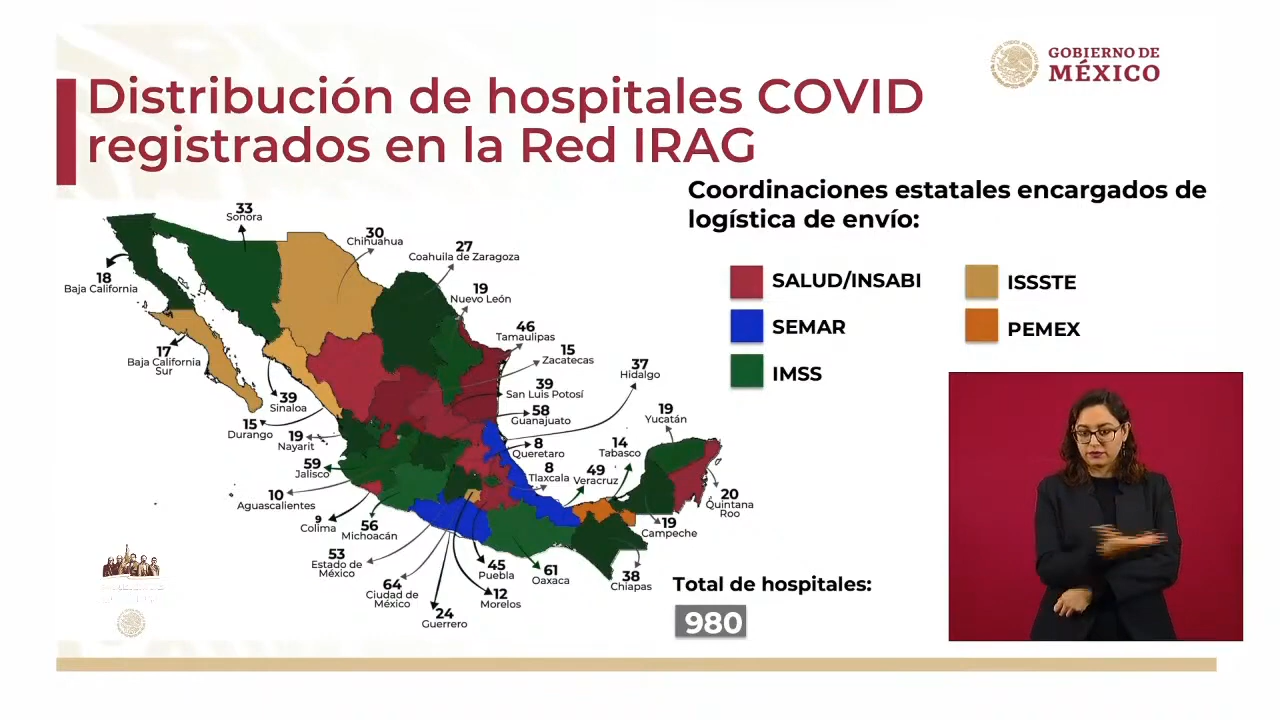 Distribución de hospitales COVID
registrados en la Red IRAG
GOBIERNO DE
MÉXICO
Coordinaciones estatales encargados de
logística de envío:
SALUD/INSABI
SEMAR
IMSS
ISSSTE
PEMEX
33
Sonora
30
Chihuahua
27
Coahuila de Zaragoza
18
Baja California
19
Nuevo León
46
Tamaulipas
17
Baja California
Sur
15
Zacatecas
37
Hidalgo
39
Sinaloa
39
San Luis Potosí
58
Guanajuato
19
Yucatán
15
Durango
19
Nayarit
8
Queretaro
14
Tabasco
59
Jalisco
8
Tlaxcala
49
Veracruz
10
Aguascalientes
20
Quintana
Roo
9
Colima
56
Michoacán
19
Campeche
53
Estado de
México
45
Puebla
61
Oaxaca
38
Chiapas
64
Ciudad de
México
12
Morelos
24
Guerrero
Total de hospitales:
980